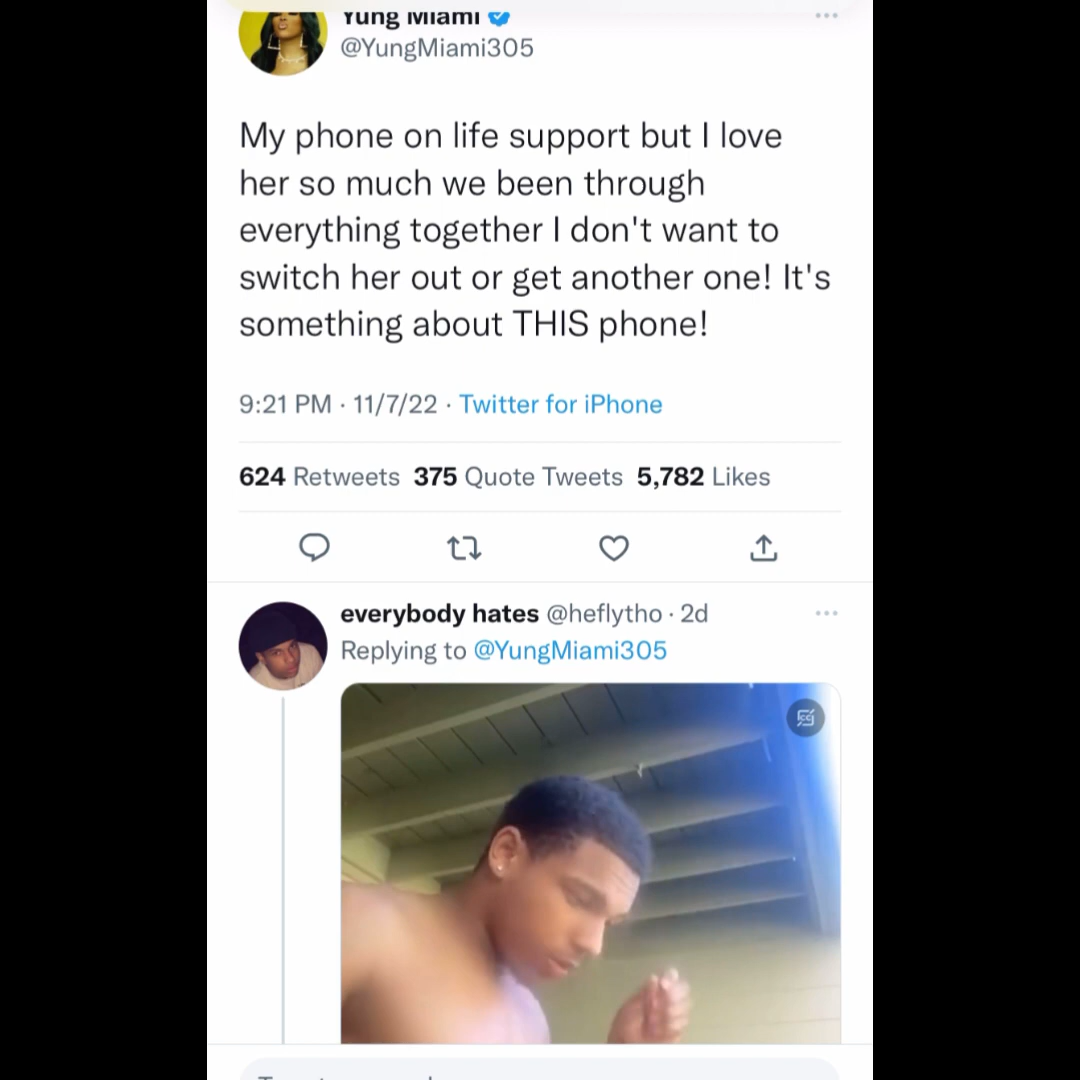 Yung Miami
@YungMiami305
My phone on life support but I love
her so much we been through
everything together I don't want to
switch her out or get another one! It's
something about THIS phone!
9:21 PM · 11/7/22 · Twitter for iPhone
624 Retweets 375 Quote Tweets 5,782 Likes
everybody hates @heflytho · 2d
Replying to @YungMiami305